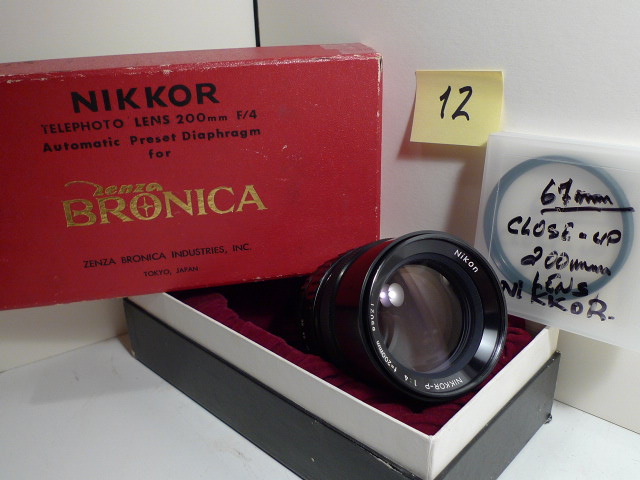 NIKKOR
TELEPHOTO LENS 200mm F/4
Automatic Preset Diaphragm
for
Zenza
BRONICA
ZENZA BRONICA INDUSTRIES, INC.
TOKYO, JAPAN
12
67mm
CLOSE-UP
200mm
LENS
NIKKOR.
Nikon
NIKKOR-P 1:4 f=200mm